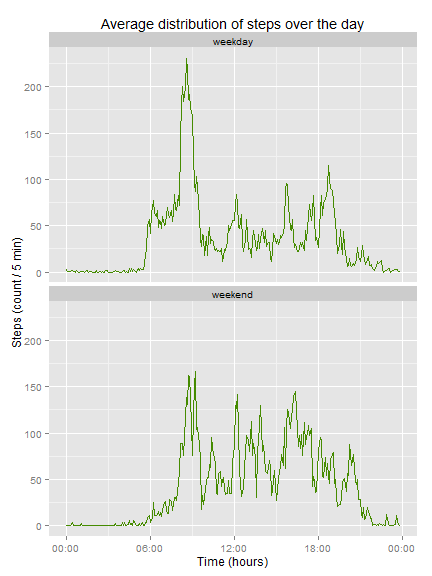 Average distribution of steps over the day
weekday
200
150
100
50
0
weekend
200
150
100
50
0
Steps (count / 5 min)
00:00 06:00 12:00 18:00 00:00
Time (hours)